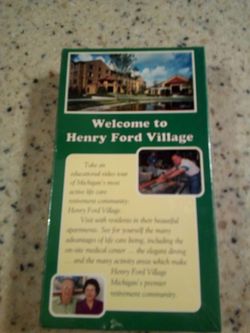 Welcome to
Henry Ford Village
Take an
educational video tour
of Michigan's most
active life care
retirement community,
Henry Ford Village.
Visit with residents in their beautiful
apartments. See for yourself the many
advantages of life care living, including the
on-site medical center ... the elegant dining
... and the many activity areas which make
Henry Ford Village
Michigan's premier
retirement community.